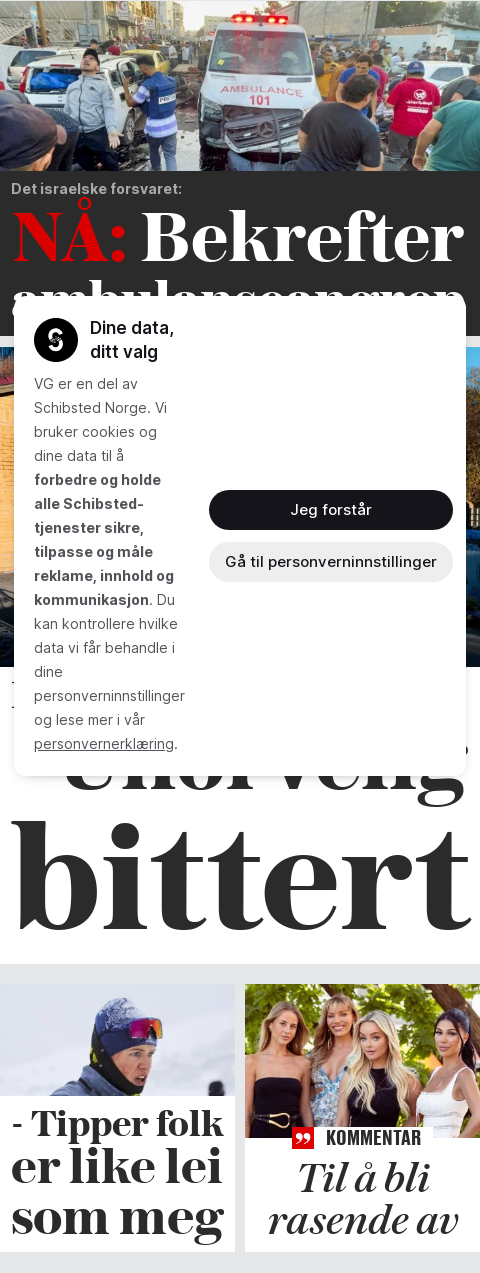 AMBULANCE
101
PRESS
Det israelske forsvaret:
NÅ: Bekrefter
Dine data,
ditt valg
VG er en del av
Schibsted Norge. Vi
bruker cookies og
dine data til å
forbedre og holde
alle Schibsted-
tjenester sikre,
tilpasse og måle
reklame, innhold og
kommunikasjon. Du
kan kontrollere hvilke
data vi får behandle i
dine
personverninnstillinger
og lese mer i vår
personvernerklæring.
Jeg forstår
Gå til personverninnstillinger
bittert
- Tipper folk
er like lei
som meg
KOMMENTAR
Til å bli
rasende av